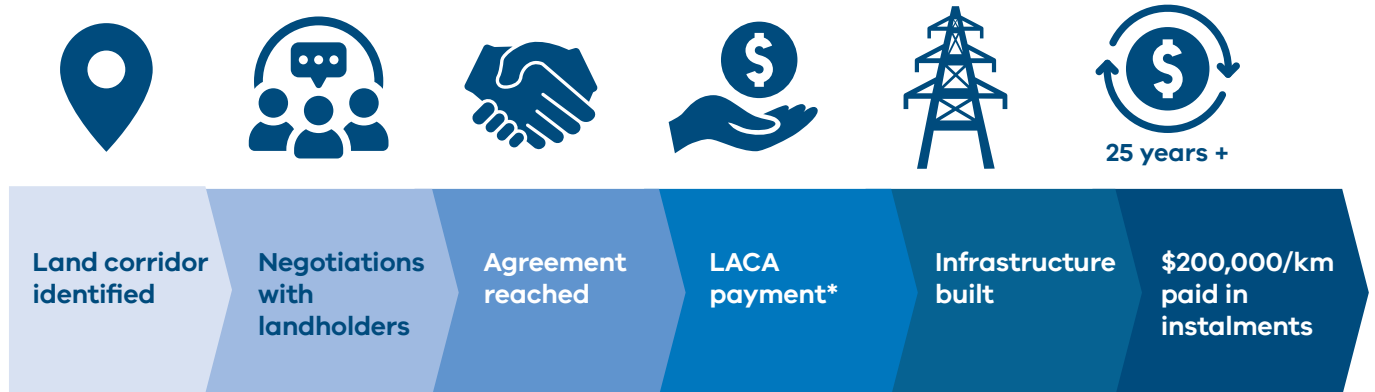 25 years +
Land corridor
identified
Negotiations
with
landholders
Agreement
reached
LACA
payment*
Infrastructure
built
$200,000/km
paid in
instalments